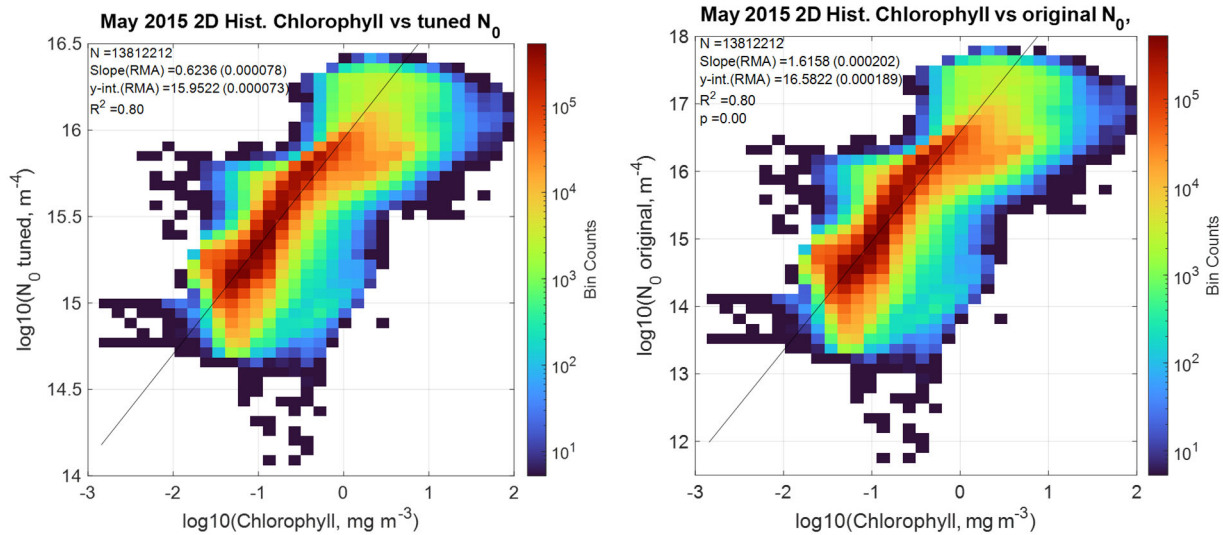 May 2015 2D Hist. Chlorophyll vs tuned N₀
N =13812212
Slope(RMA) =0.6236 (0.000078)
y-int.(RMA) =15.9522 (0.000073)
R² =0.80
16.5
16
15.5
15
14.5
14
log10(N₀ tuned, m⁻⁴)
-3 -2 -1 0 1 2
log10(Chlorophyll, mg m⁻³)
10⁵
10⁴
10³
10²
10¹
Bin Counts
May 2015 2D Hist. Chlorophyll vs original N₀,
N =13812212
Slope(RMA) =1.6158 (0.000202)
y-int.(RMA) =16.5822 (0.000189)
R² =0.80
p =0.00
18
17
16
15
14
13
12
log10(N₀ original, m⁻⁴)
-3 -2 -1 0 1 2
log10(Chlorophyll, mg m⁻³)
10⁵
10⁴
10³
10²
10¹
Bin Counts